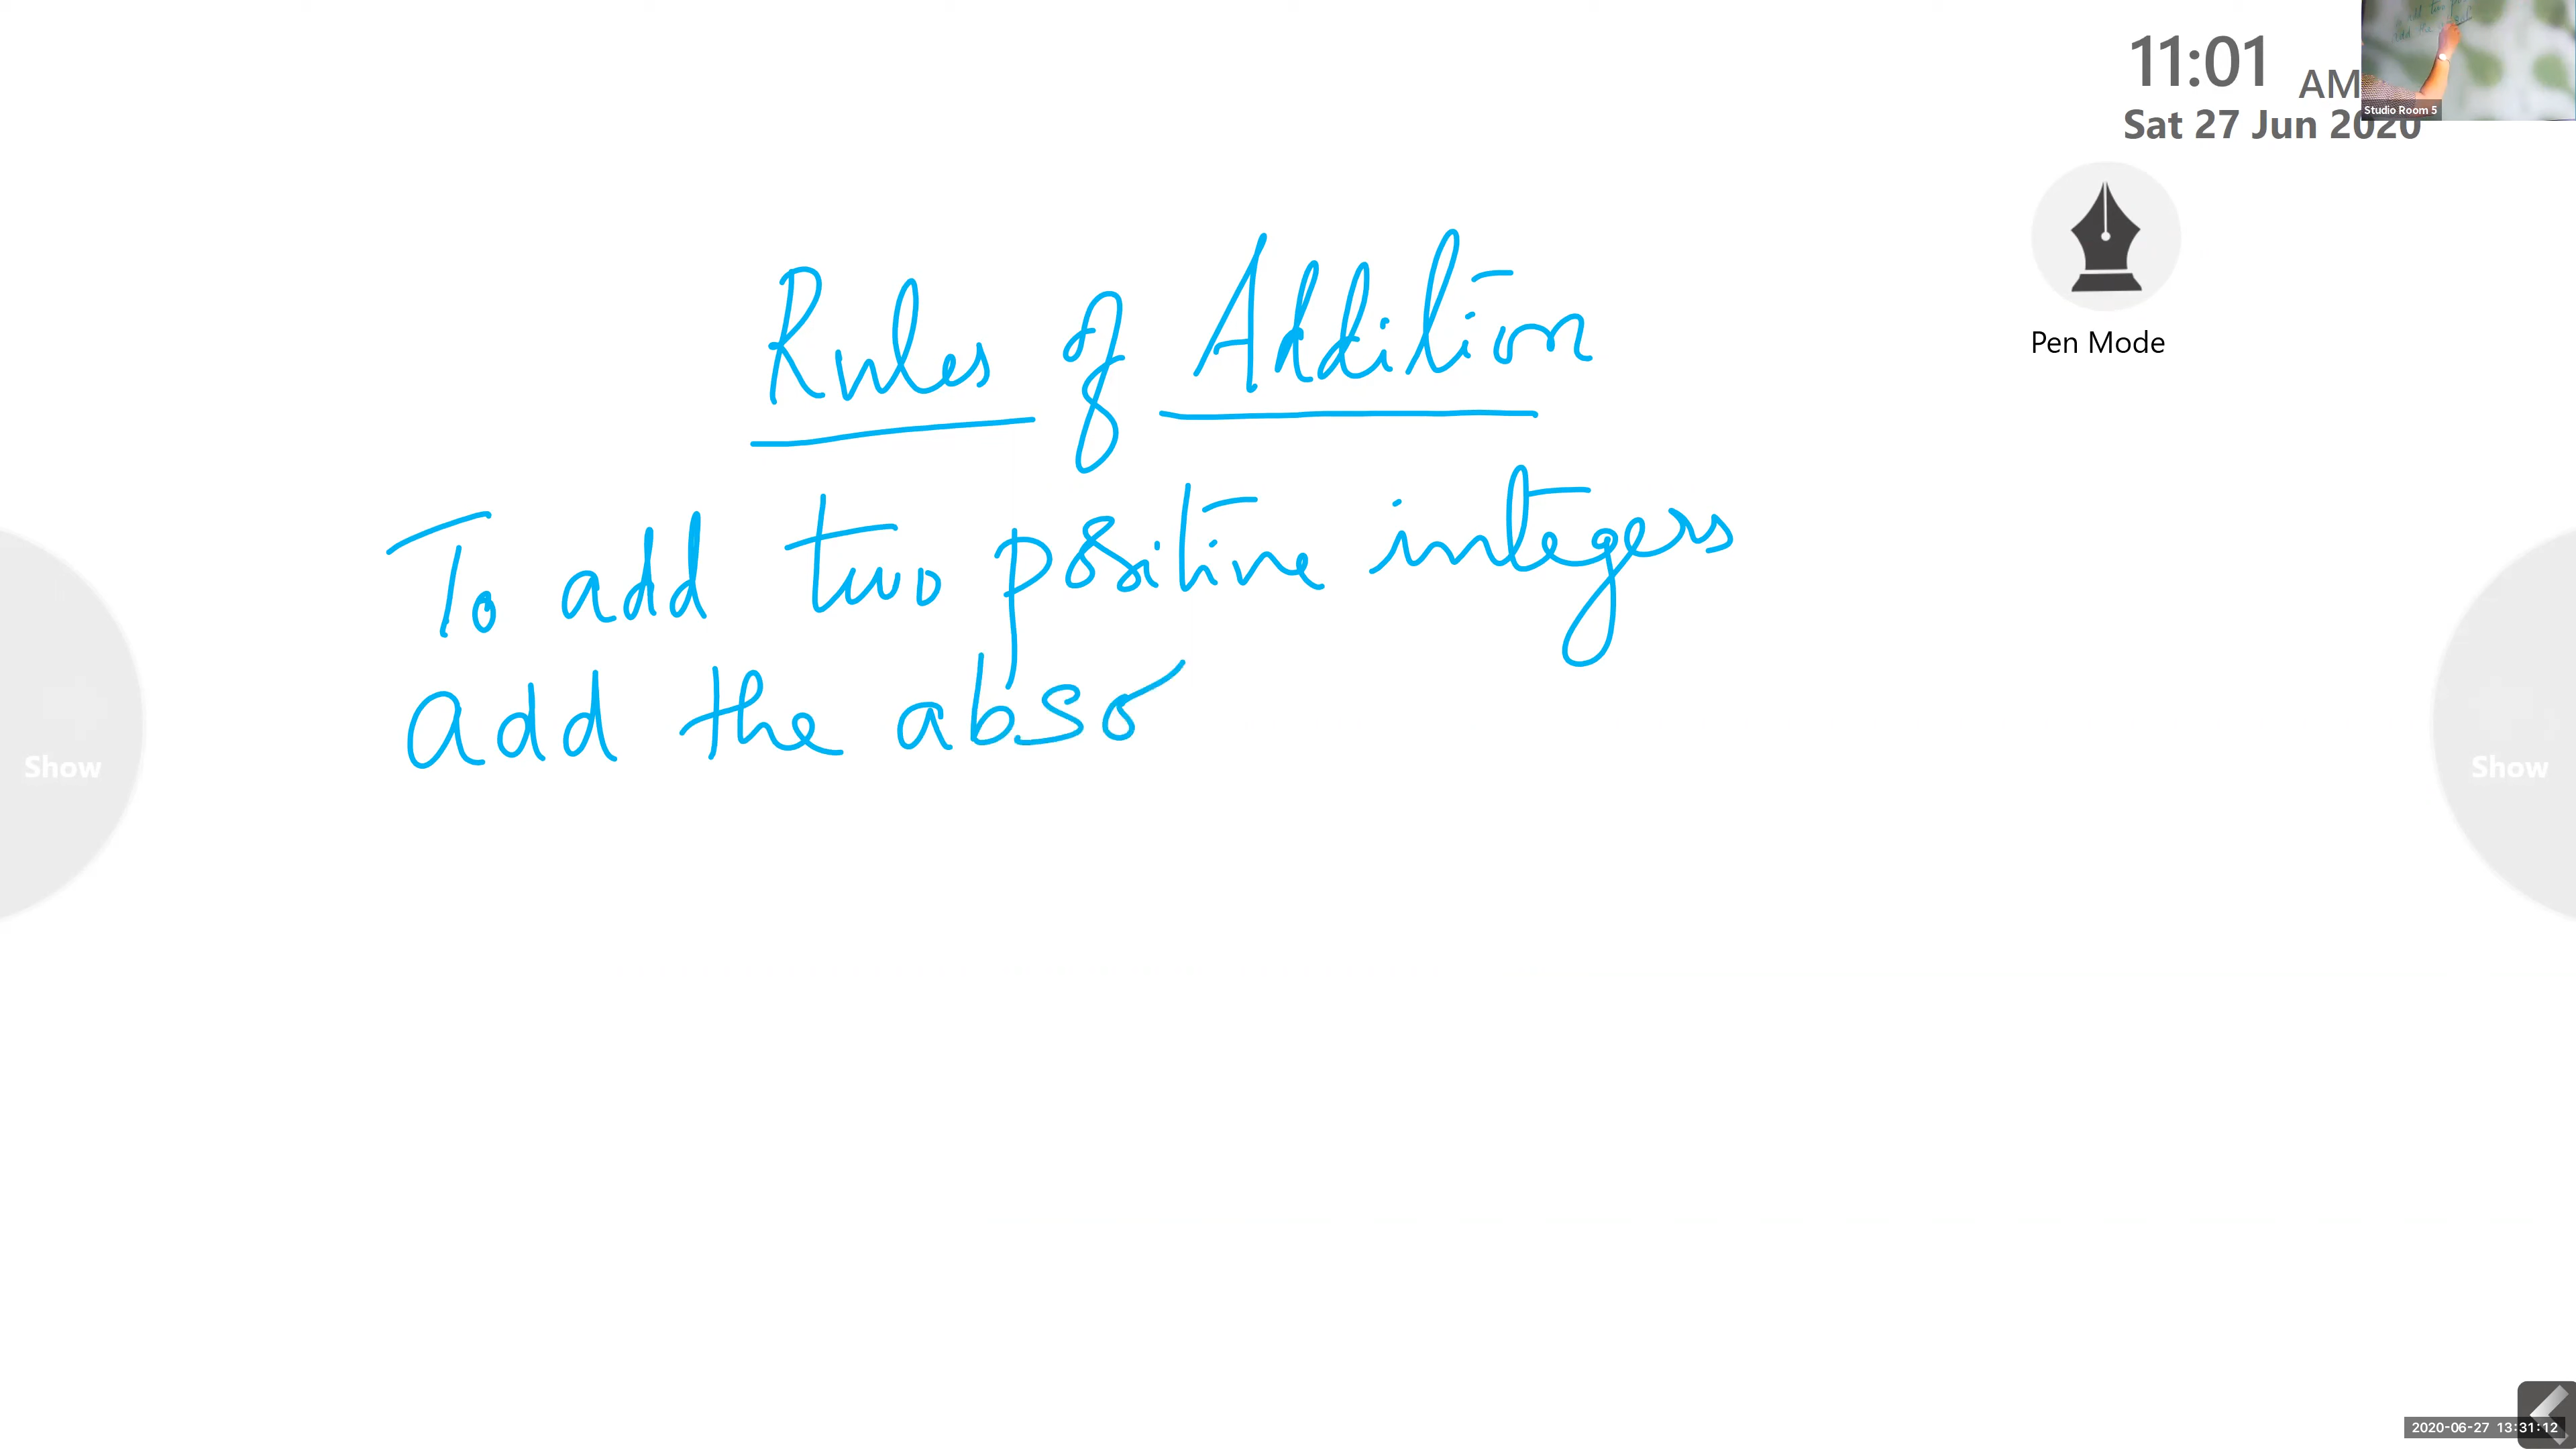 11:01 AM
Sat 27 Jun 2020
Studio Room 5
Pen Mode
Rules of Addition
To add two positive integers
add the abso
Show
Show
2020-06-27 13:31:12